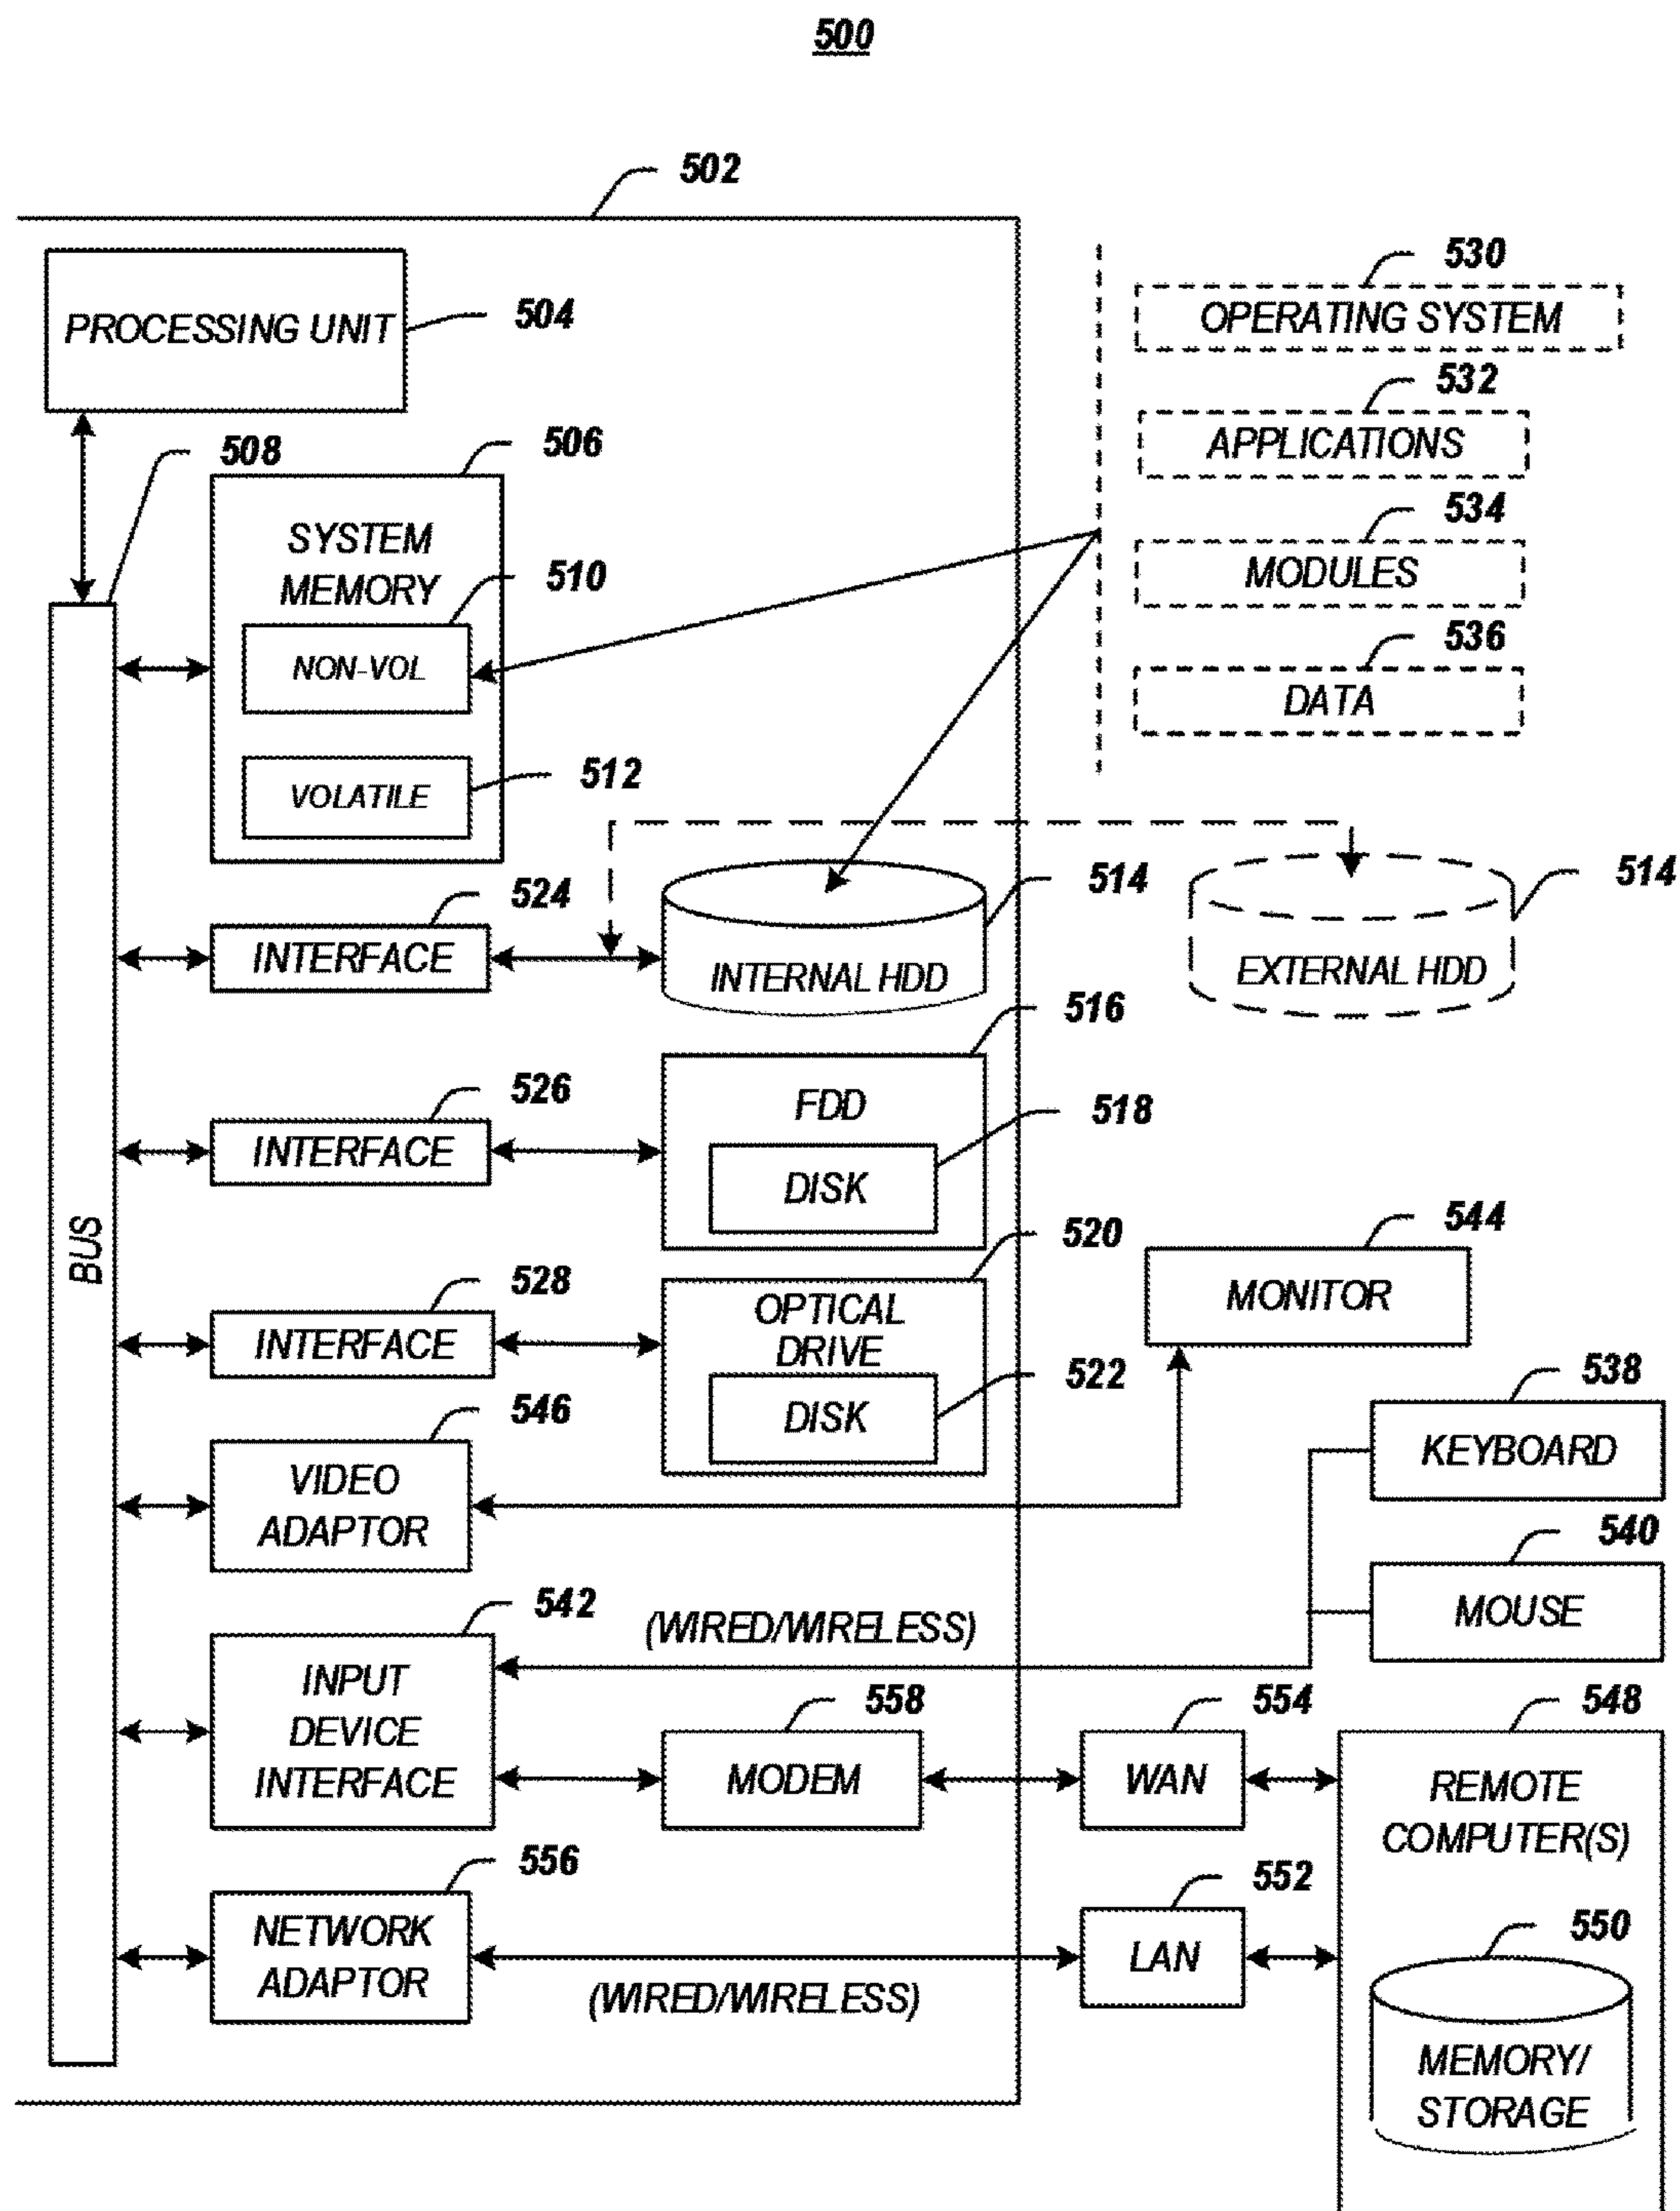 500
502
PROCESSING UNIT
504
530
OPERATING SYSTEM
532
APPLICATIONS
534
MODULES
536
DATA
508
506
SYSTEM
MEMORY
510
NON-VOL
512
VOLATILE
524
INTERFACE
514
INTERNAL HDD
514
EXTERNAL HDD
516
FDD
518
DISK
526
INTERFACE
BUS
520
OPTICAL
DRIVE
522
DISK
528
INTERFACE
544
MONITOR
546
VIDEO
ADAPTOR
538
KEYBOARD
540
MOUSE
542
INPUT
DEVICE
INTERFACE
(WIRED/WIRELESS)
558
MODEM
554
WAN
548
REMOTE
COMPUTER(S)
556
NETWORK
ADAPTOR
(WIRED/WIRELESS)
552
LAN
550
MEMORY/
STORAGE